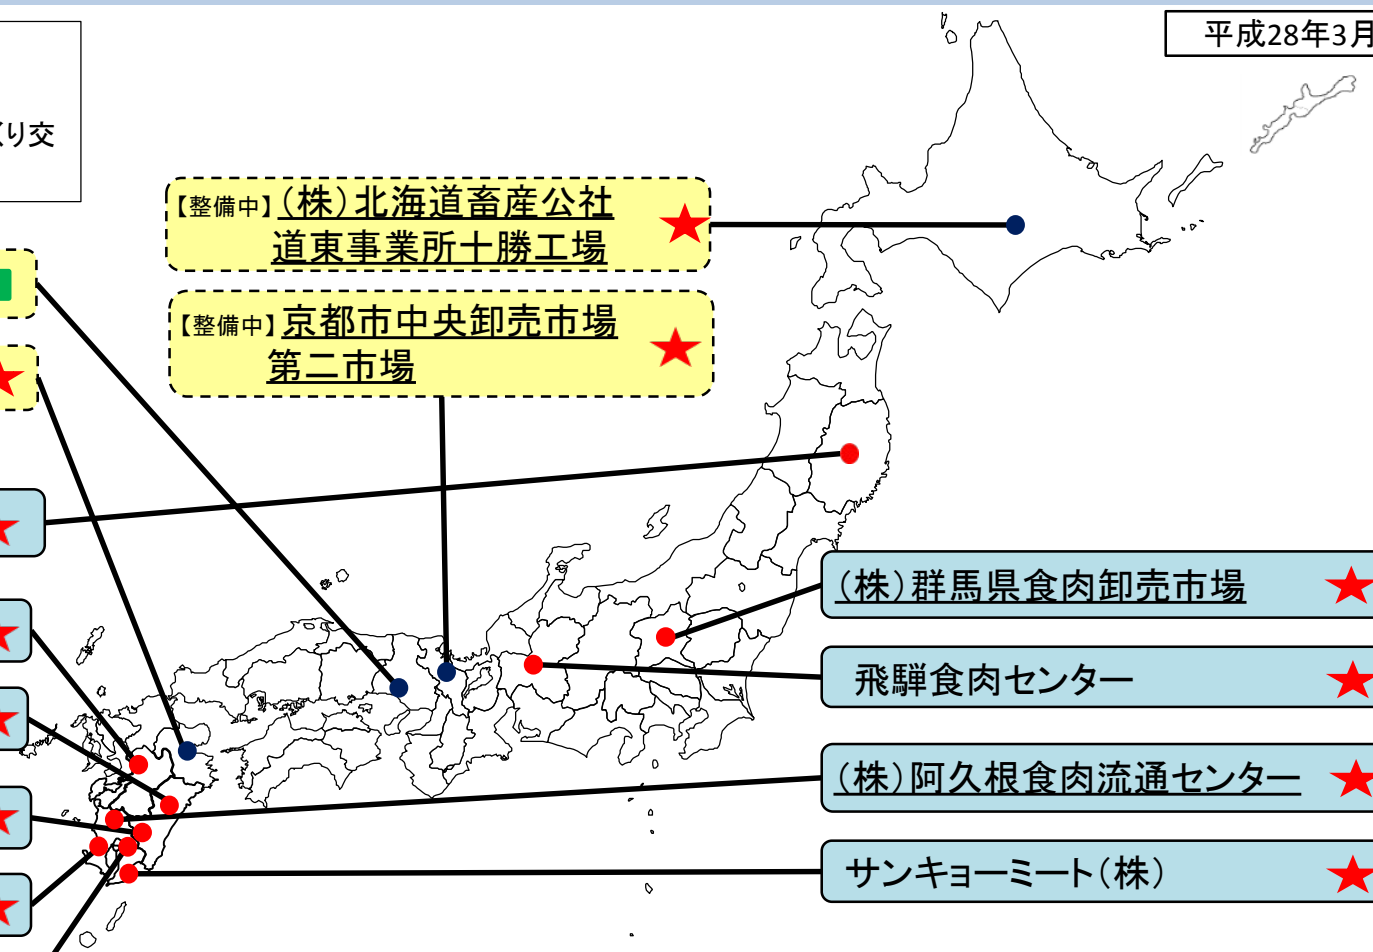 平成28年3月
り交
【整備中】(株)北海道畜産公社
道東事業所十勝工場
【整備中】京都市中央卸売市場
第二市場
(株)群馬県食肉卸売市場
飛騨食肉センター
(株)阿久根食肉流通センター
サンキョーミート(株)